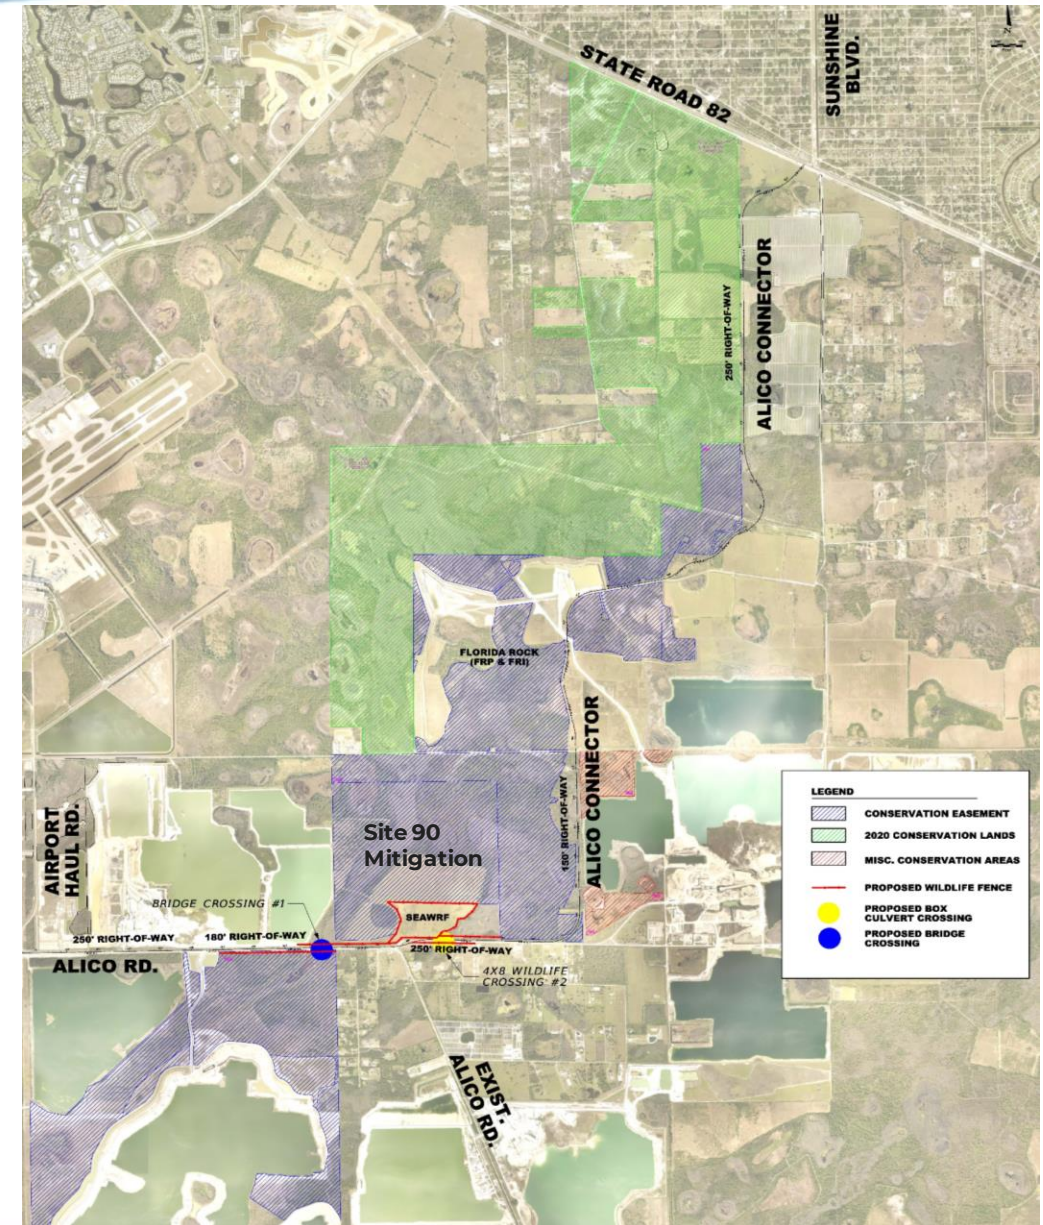 STATE ROAD 82
SUNSHINE
BLVD.
250' RIGHT-OF-WAY
ALICO CONNECTOR
FLORIDA ROCK
(FRP & FRI)
ALICO CONNECTOR
150' RIGHT-OF-WAY
Site 90
Mitigation
AIRPORT
HAUL RD.
BRIDGE CROSSING #1
SEAWRF
250' RIGHT-OF-WAY
180' RIGHT-OF-WAY
250' RIGHT-OF-WAY
ALICO RD.
4X8 WILDLIFE
CROSSING #2
EXIST.
ALICO RD.
LEGEND
CONSERVATION EASEMENT
2020 CONSERVATION LANDS
MISC. CONSERVATION AREAS
PROPOSED WILDLIFE FENCE
PROPOSED BOX
CULVERT CROSSING
PROPOSED BRIDGE
CROSSING